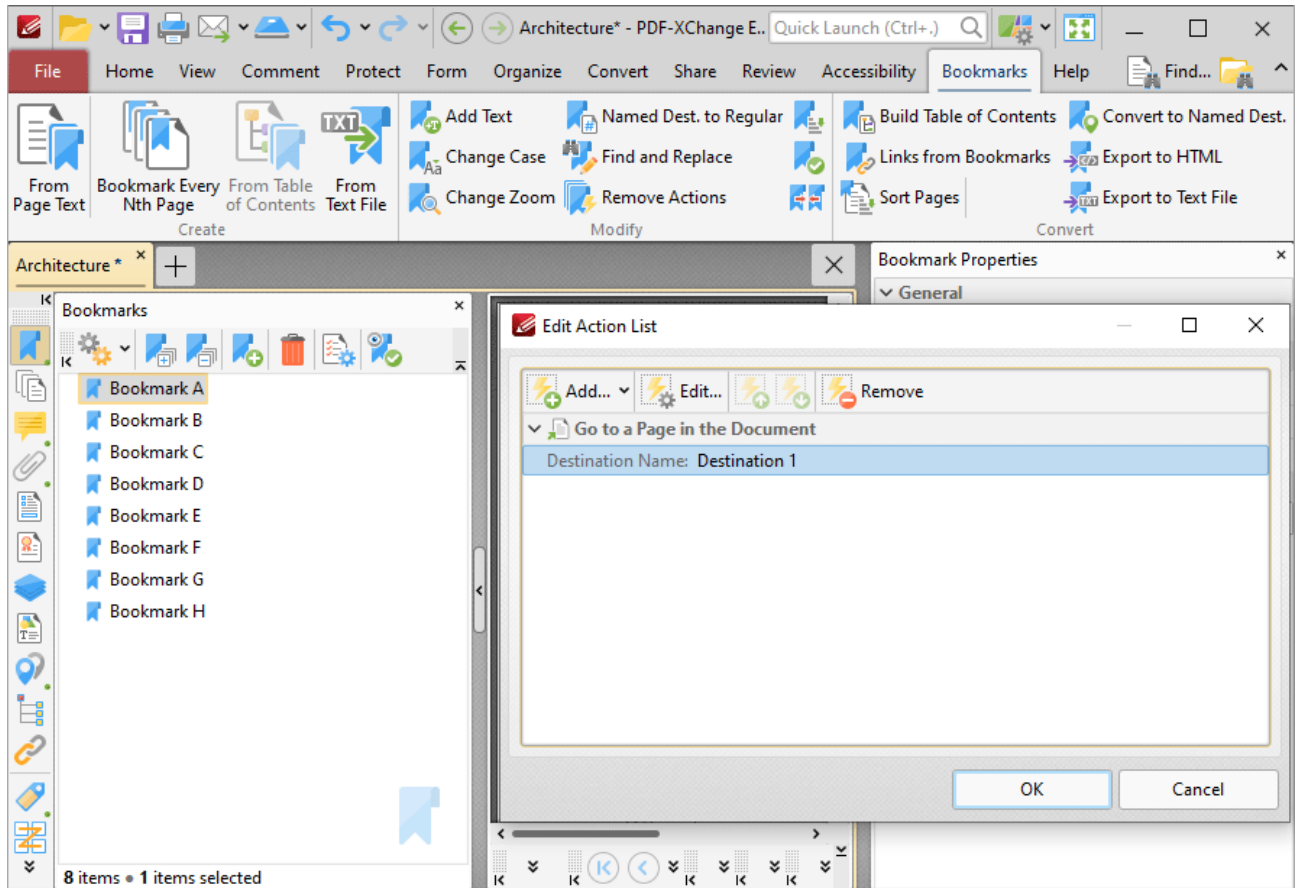 Architecture* - PDF-XChange E.. Quick Launch (Ctrl+.)
File Home View Comment Protect Form Organize Convert Share Review Accessibility Bookmarks Help Find...
From Page Text
Bookmark Every Nth Page
From Table of Contents
From Text File
TXT
Create
Add Text
Change Case
Change Zoom
Named Dest. to Regular
Find and Replace
Remove Actions
Modify
Build Table of Contents
Links from Bookmarks
Sort Pages
Convert to Named Dest.
Export to HTML
Export to Text File
Convert
Architecture *
Bookmarks
Bookmark A
Bookmark B
Bookmark C
Bookmark D
Bookmark E
Bookmark F
Bookmark G
Bookmark H
8 items • 1 items selected
Bookmark Properties
General
Edit Action List
Add... Edit... Remove
Go to a Page in the Document
Destination Name: Destination 1
OK Cancel